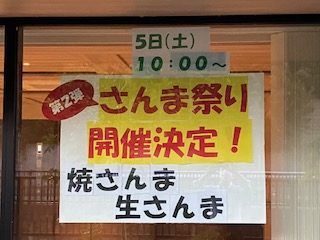 5日(土)
10:00～
第2弾
さんま祭り
開催決定！
焼さんま
生さんま